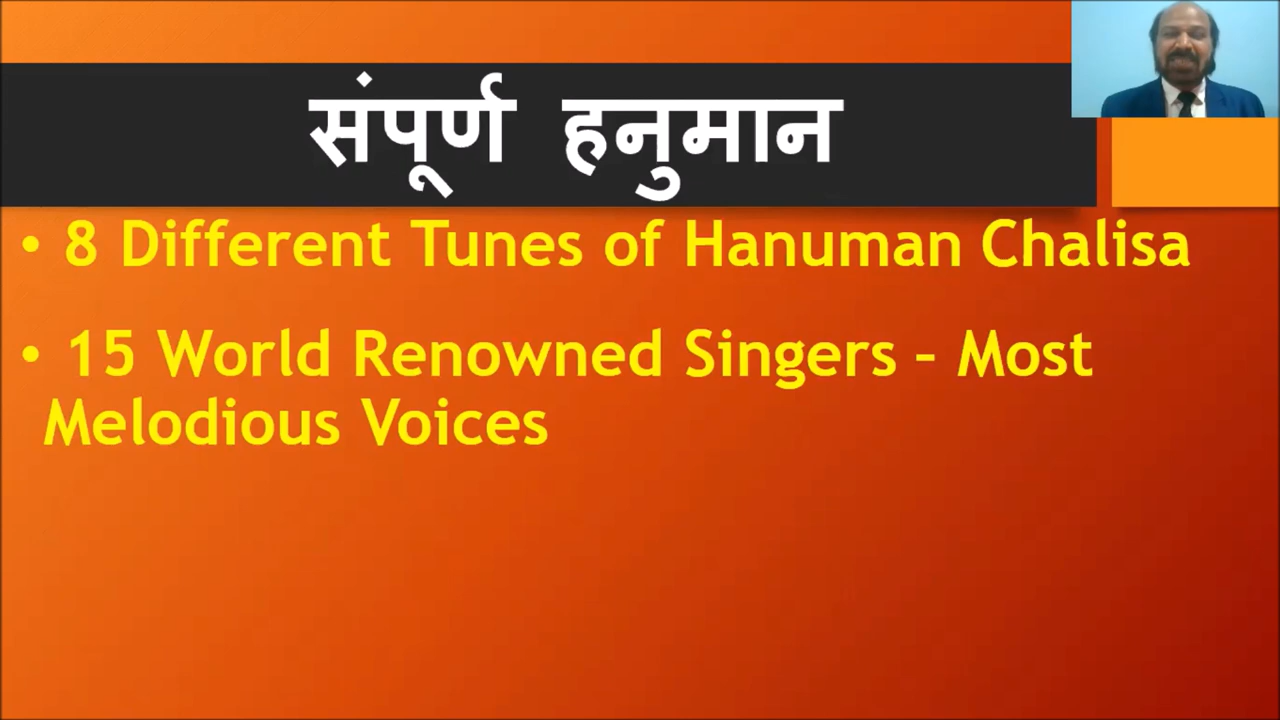 संपूर्ण हनुमान
• 8 Different Tunes of Hanuman Chalisa
• 15 World Renowned Singers – Most
Melodious Voices